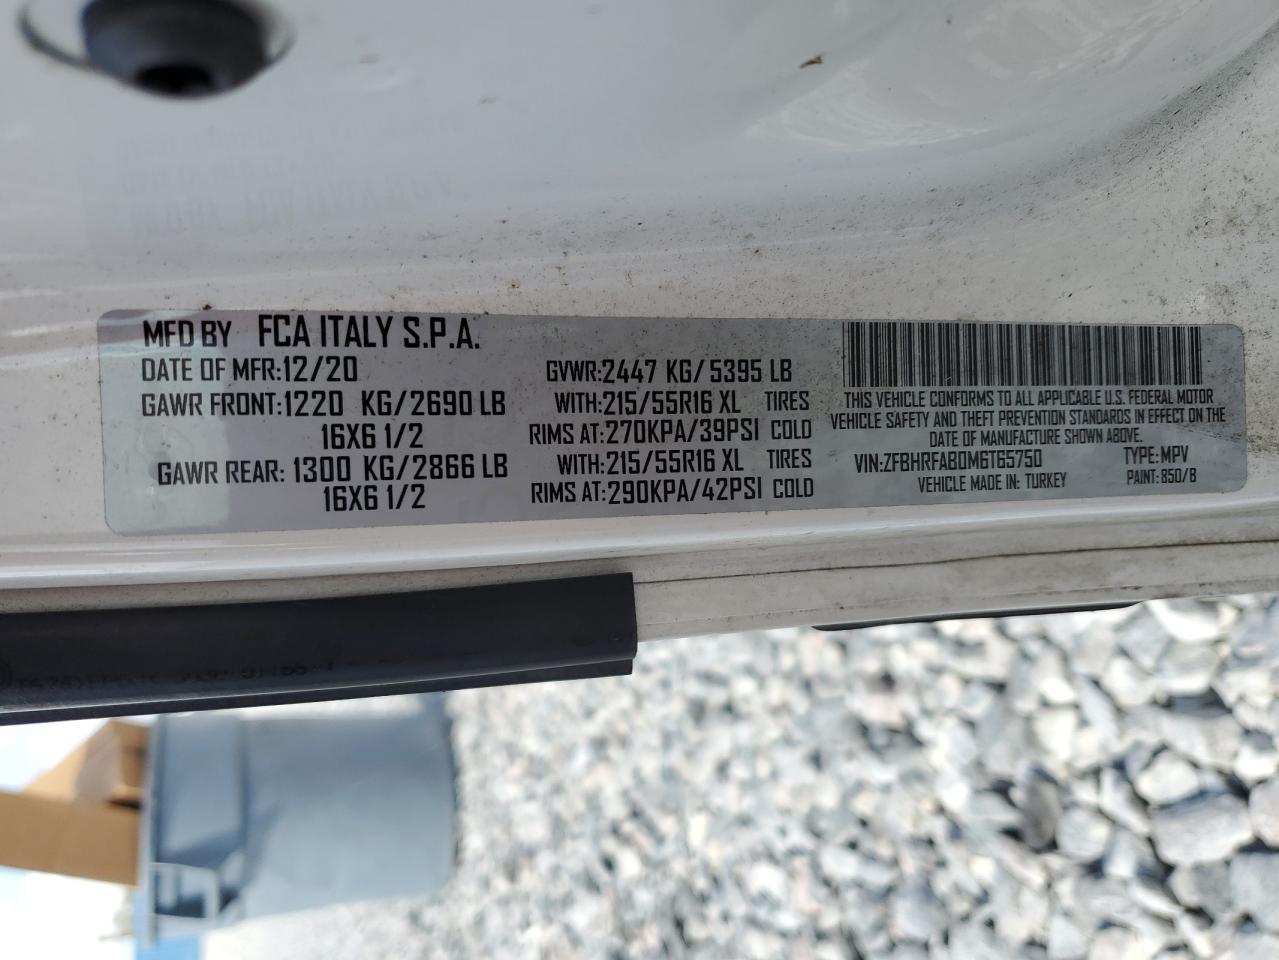 MFD BY FCA ITALY S.P.A.
DATE OF MFR:12/20 GVWR:2447 KG/5395 LB
GAWR FRONT:1220 KG/2690 LB WITH:215/55R16 XL TIRES
16X6 1/2 RIMS AT:270KPA/39PSI COLD
GAWR REAR: 1300 KG/2866 LB WITH:215/55R16 XL TIRES
16X6 1/2 RIMS AT:290KPA/42PSI COLD
THIS VEHICLE CONFORMS TO ALL APPLICABLE U.S. FEDERAL MOTOR
VEHICLE SAFETY AND THEFT PREVENTION STANDARDS IN EFFECT ON THE
DATE OF MANUFACTURE SHOWN ABOVE.
VIN:ZFBHRFAB0M6T65750 TYPE:MPV
VEHICLE MADE IN: TURKEY PAINT:850/B